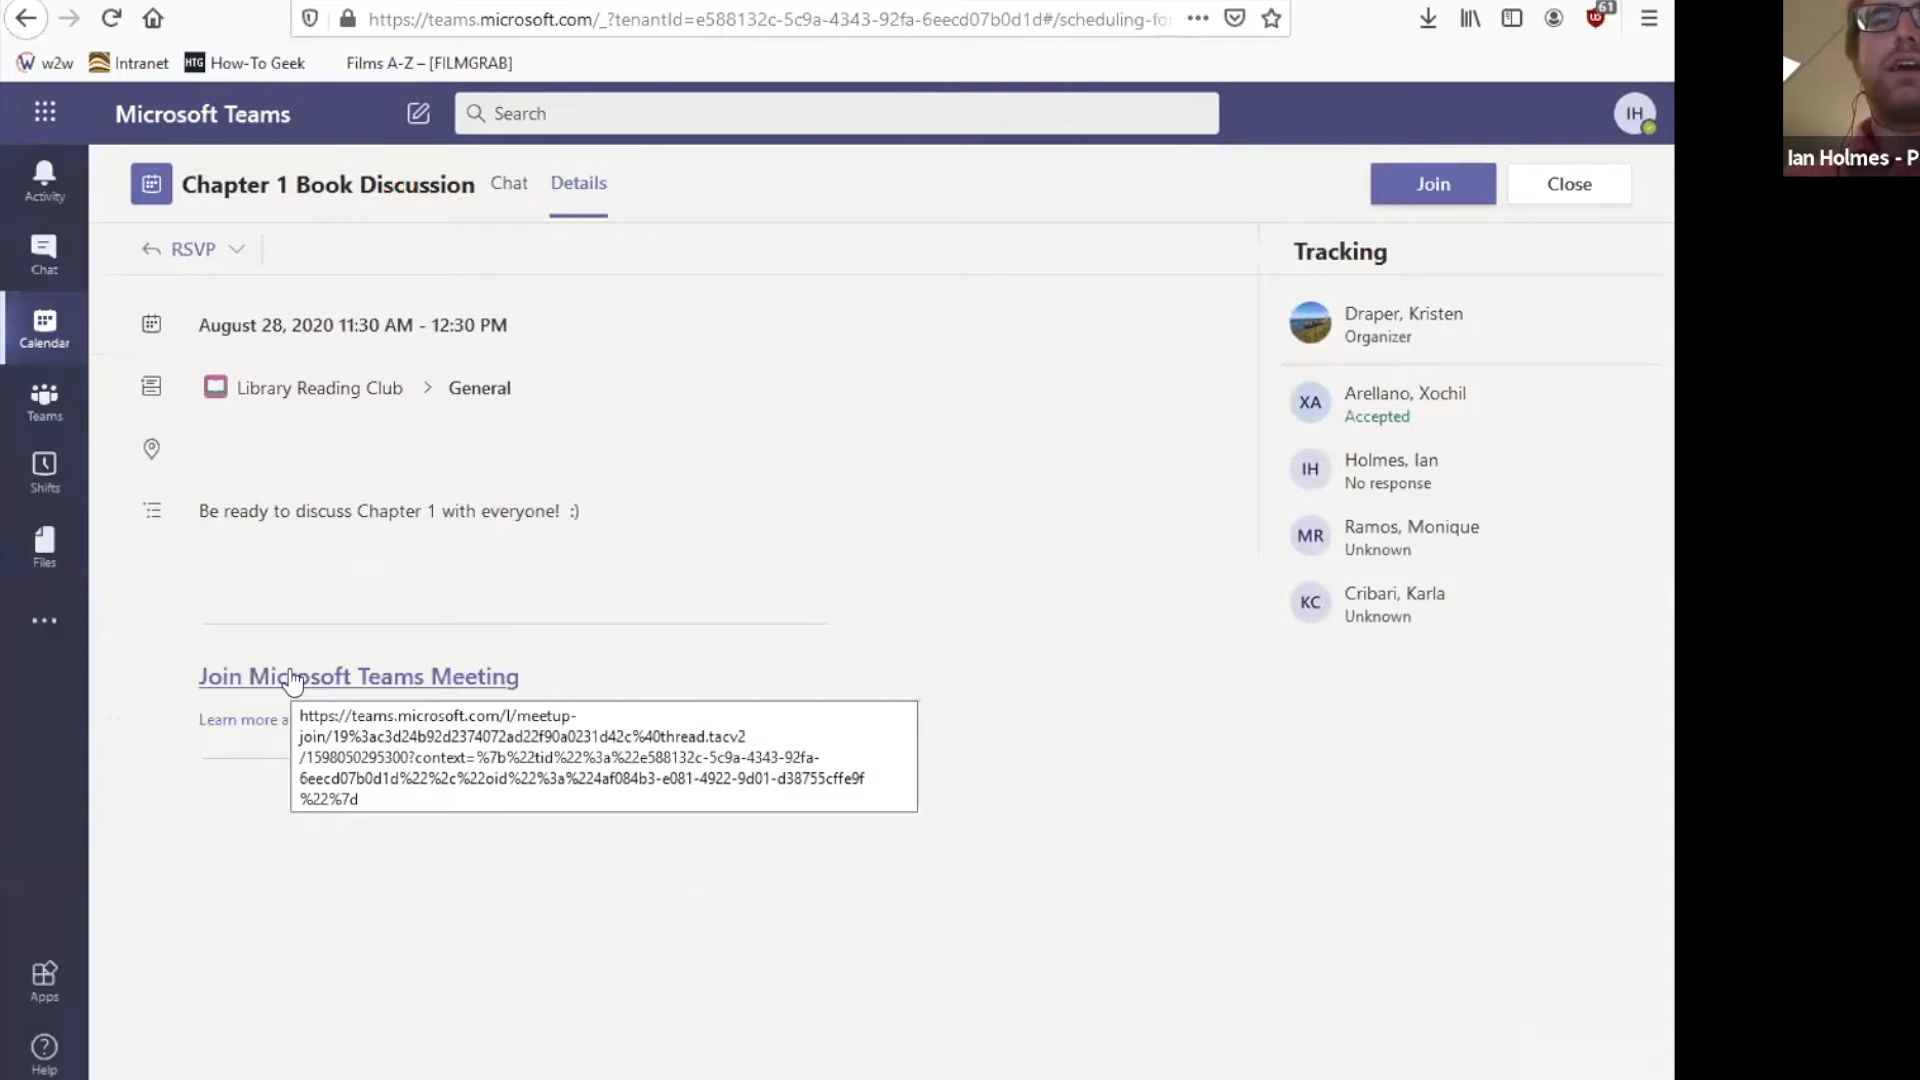 https://teams.microsoft.com/_?tenantId=e588132c-5c9a-4343-92fa-6eecd07b0d1d#/scheduling-fo
61
w2w
Intranet
HTG How-To Geek
Films A-Z – [FILMGRAB]
Microsoft Teams
Search
IH
Ian Holmes - P
Activity
Chat
Calendar
Teams
Shifts
Files
Apps
Help
Chapter 1 Book Discussion
Chat
Details
Join
Close
RSVP
August 28, 2020 11:30 AM - 12:30 PM
Library Reading Club > General
Be ready to discuss Chapter 1 with everyone! :)
Join Microsoft Teams Meeting
Learn more a
https://teams.microsoft.com/l/meetup-
join/19%3ac3d24b92d2374072ad22f90a0231d42c%40thread.tacv2
/1598050295300?context=%7b%22tid%22%3a%22e588132c-5c9a-4343-92fa-
6eecd07b0d1d%22%2c%22oid%22%3a%224af084b3-e081-4922-9d01-d38755cffe9f
%22%7d
Tracking
Draper, Kristen
Organizer
XA
Arellano, Xochil
Accepted
IH
Holmes, Ian
No response
MR
Ramos, Monique
Unknown
KC
Cribari, Karla
Unknown